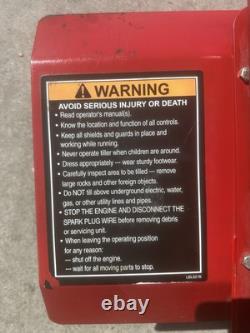 WARNING
AVOID SERIOUS INJURY OR DEATH
• Read operator's manual(s).
• Know the location and function of all controls.
• Keep all shields and guards in place and
working while running.
• Never operate tiller when children are around.
• Dress appropriately — wear sturdy footwear.
• Carefully inspect area to be tilled — remove
large rocks and other foreign objects.
• Do NOT till above underground electric, water,
gas, or other utility lines and pipes.
• STOP THE ENGINE AND DISCONNECT THE
SPARK PLUG WIRE before removing debris
or servicing unit.
• When leaving the operating position
for any reason:
— shut off the engine.
— wait for all moving parts to stop.